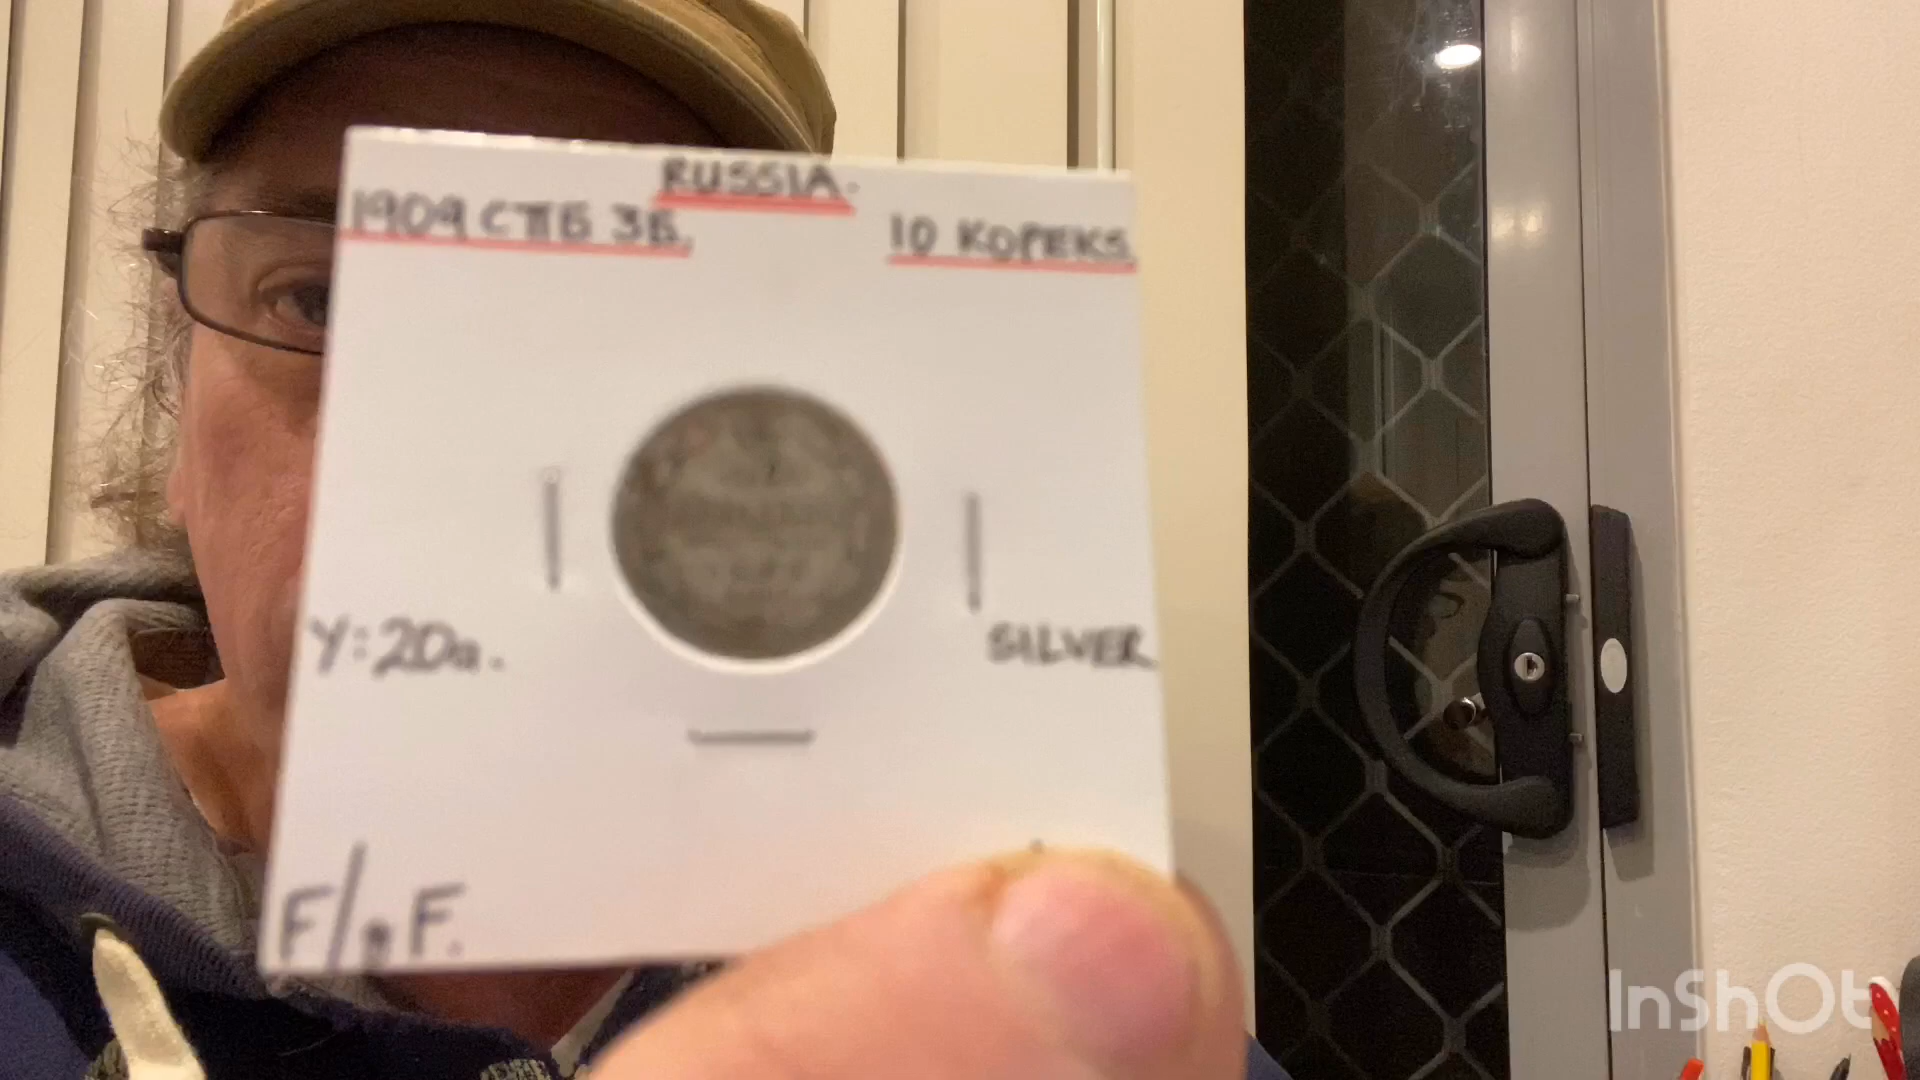 RUSSIA.
1909 СПБ ЭБ.
10 KOPEKS.
Y:20a.
SILVER
F/aF.
InShOt